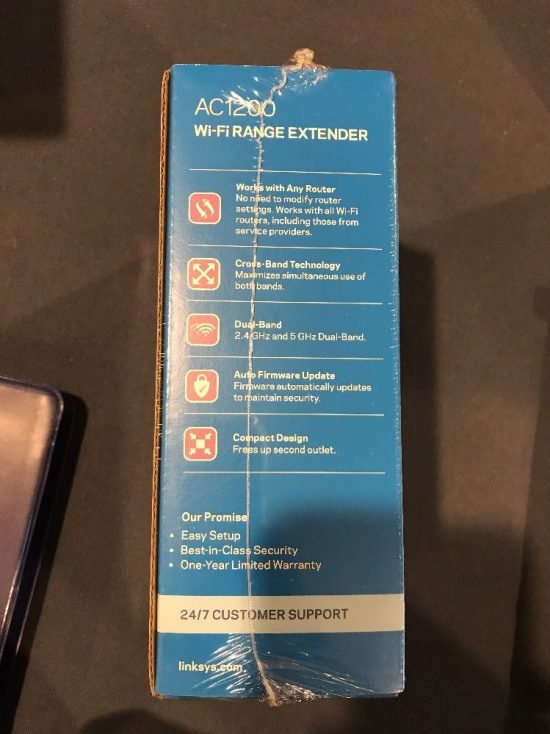 AC1200
Wi-Fi RANGE EXTENDER
Works with Any Router
No need to modify router
settings. Works with all Wi-Fi
routers, including those from
service providers.
Cross-Band Technology
Maximizes simultaneous use of
both bands.
Dual-Band
2.4 GHz and 5 GHz Dual-Band.
Auto Firmware Update
Firmware automatically updates
to maintain security.
Compact Design
Frees up second outlet.
Our Promise
• Easy Setup
• Best-in-Class Security
• One-Year Limited Warranty
24/7 CUSTOMER SUPPORT
linksys.com